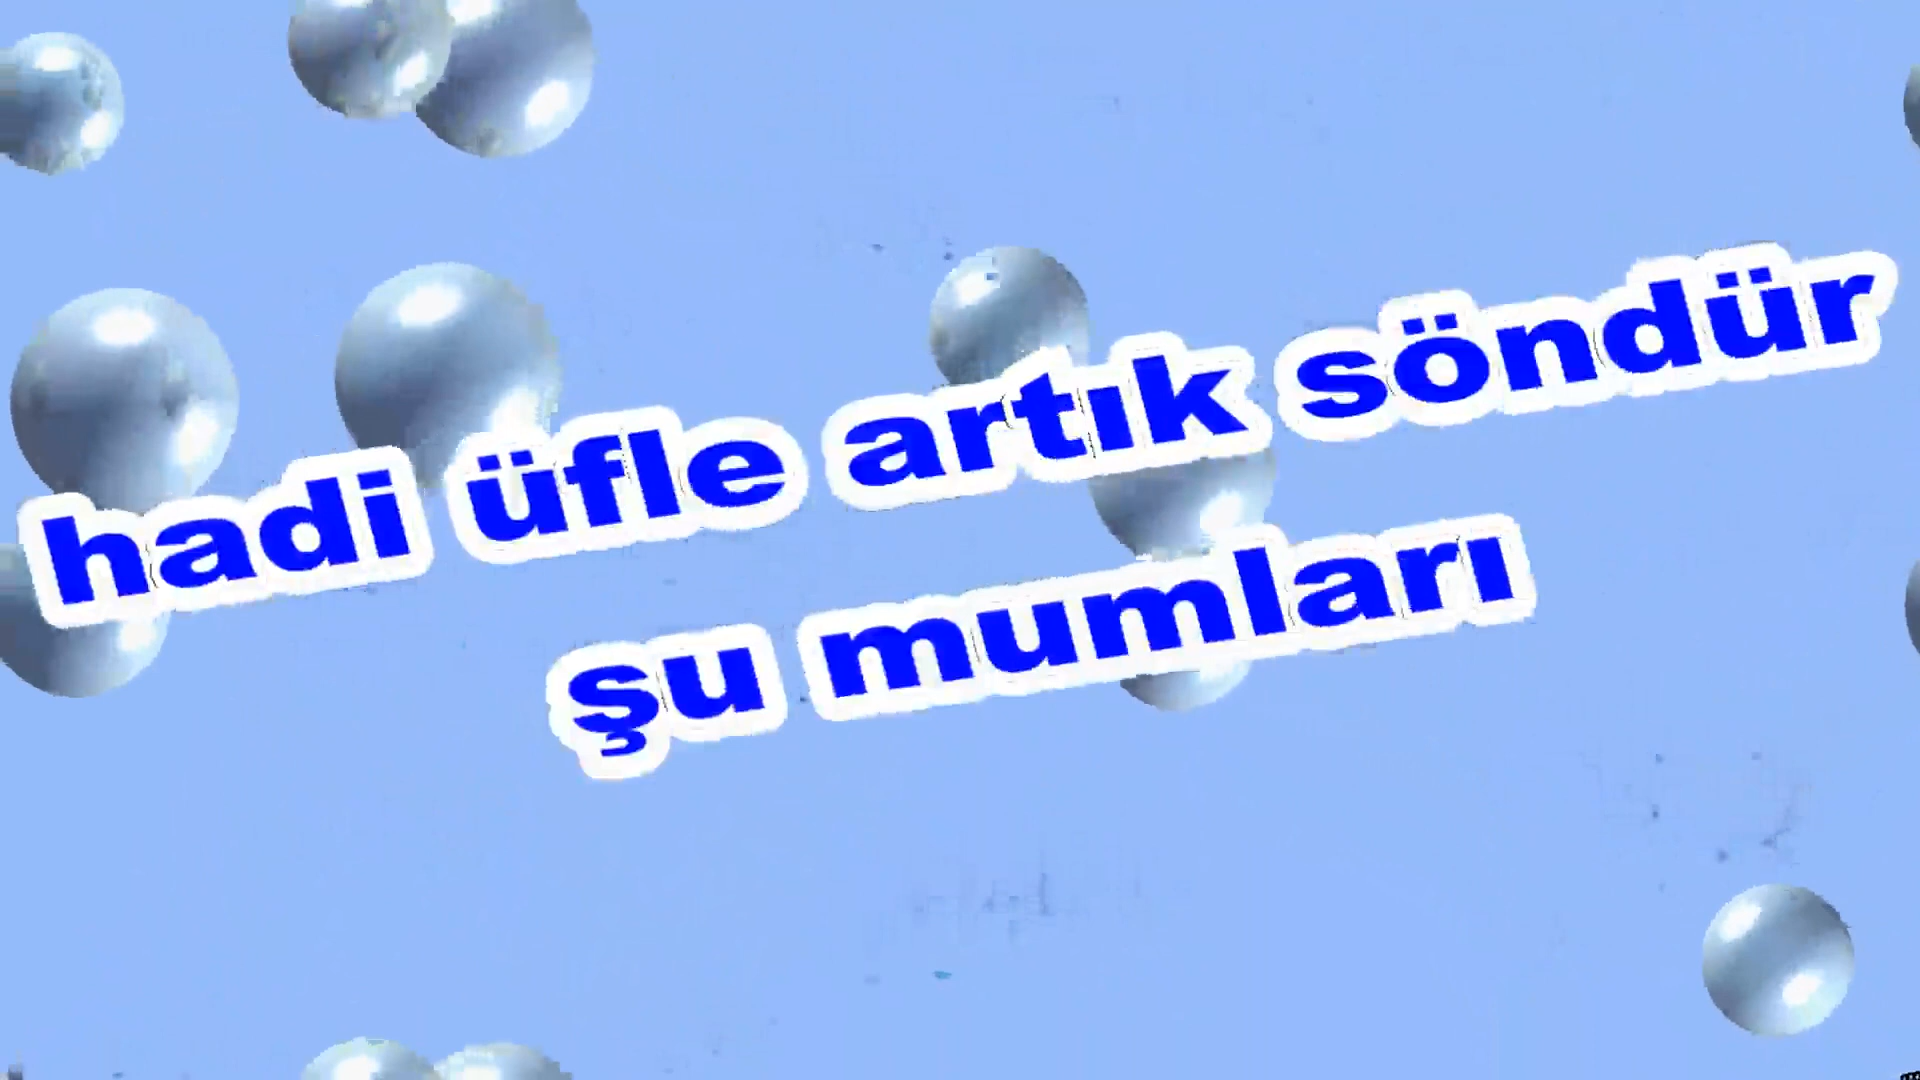 hadi üfle artık söndür
şu mumları